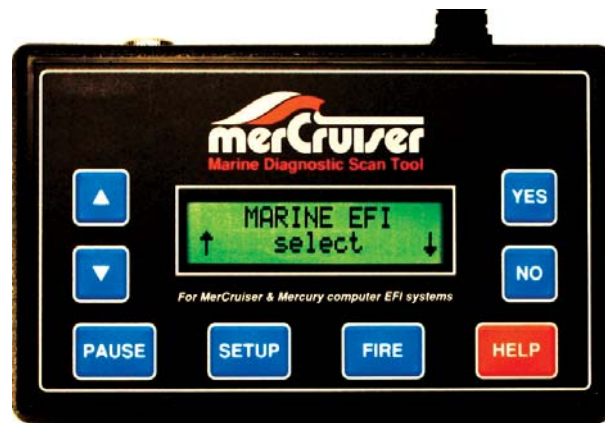 merCruiser
Marine Diagnostic Scan Tool
YES
MARINE EFI
↑ select ↓
NO
For MerCruiser & Mercury computer EFI systems
PAUSE
SETUP
FIRE
HELP